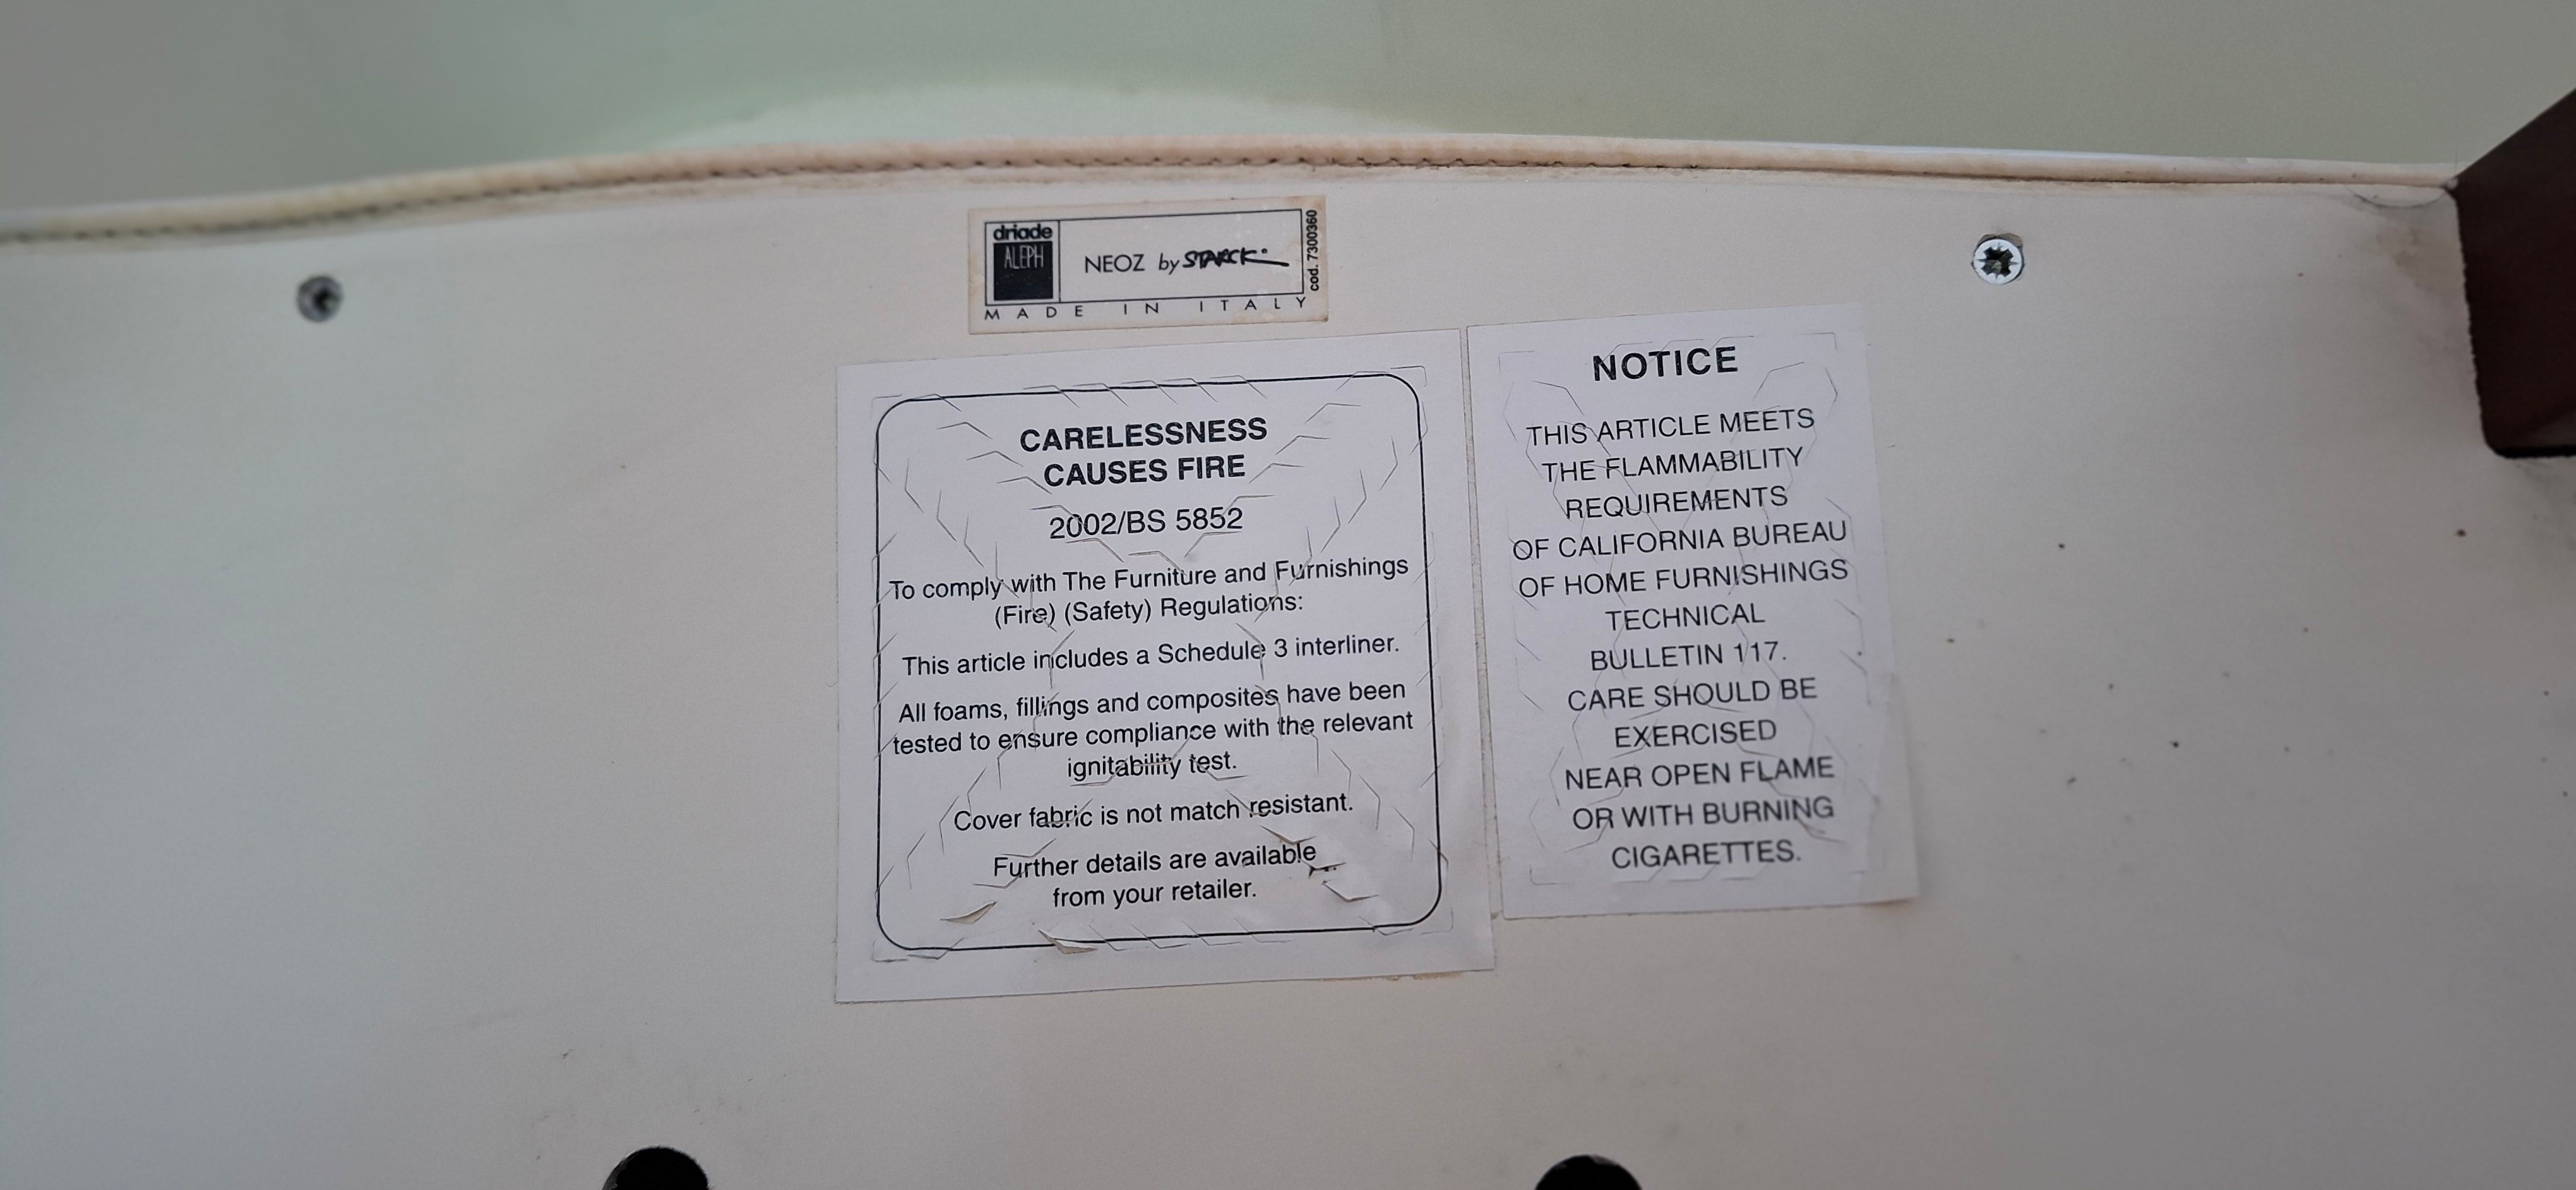 driade
ALEPH
NEOZ by STARCK
cod. 7300360
MADE IN ITALY
CARELESSNESS
CAUSES FIRE
2002/BS 5852
To comply with The Furniture and Furnishings
(Fire) (Safety) Regulations:
This article includes a Schedule 3 interliner.
All foams, fillings and composites have been
tested to ensure compliance with the relevant
ignitability test.
Cover fabric is not match resistant.
Further details are available
from your retailer.
NOTICE
THIS ARTICLE MEETS
THE FLAMMABILITY
REQUIREMENTS
OF CALIFORNIA BUREAU
OF HOME FURNISHINGS
TECHNICAL
BULLETIN 117.
CARE SHOULD BE
EXERCISED
NEAR OPEN FLAME
OR WITH BURNING
CIGARETTES.